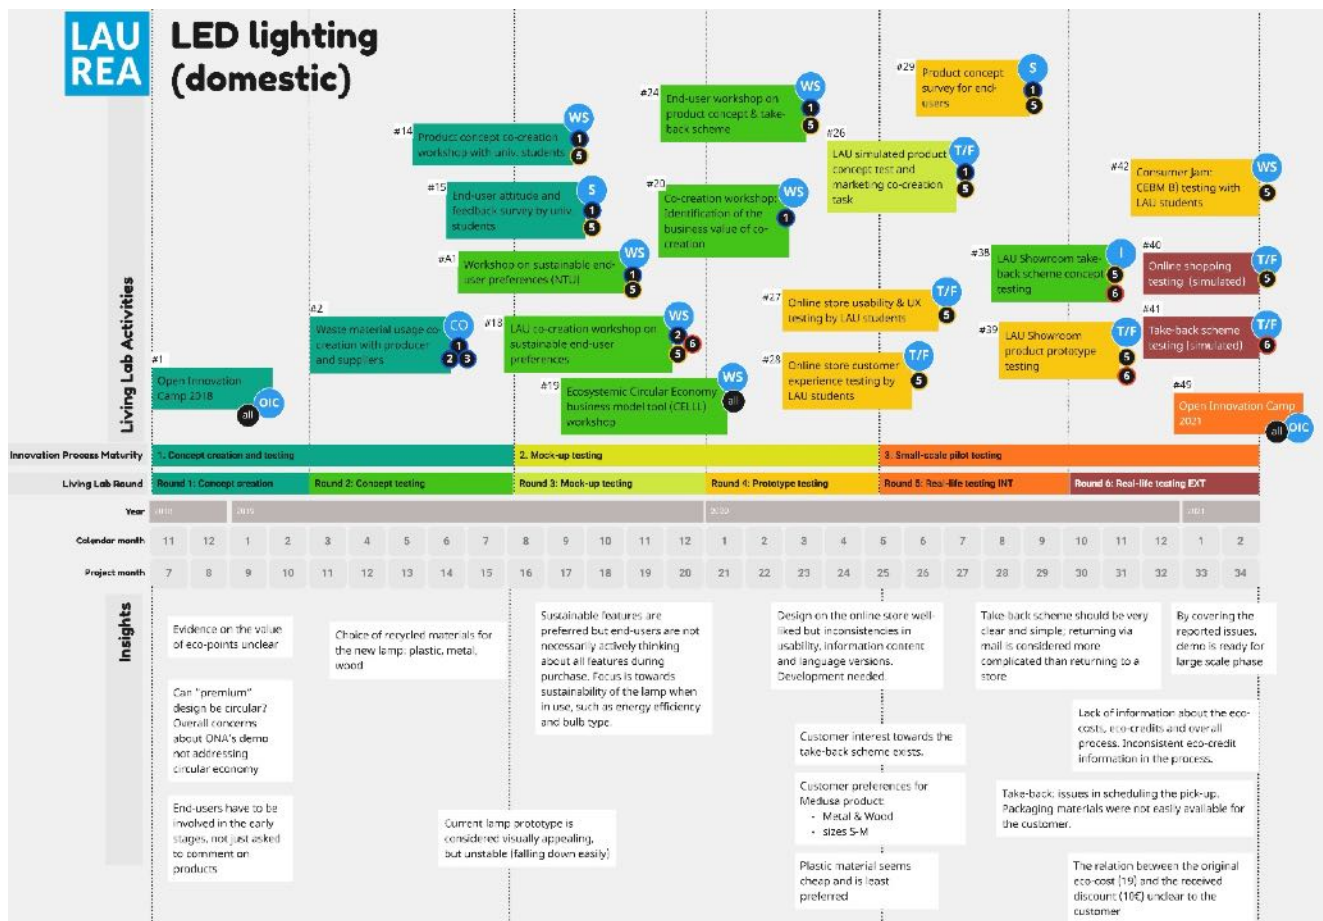 LAU
REA
LED lighting
(domestic)
Living Lab Activities
#1
Open Innovation
Camp 2018
all
OIC
#2
Waste material usage co-
creation with producer
and suppliers
CO
1
2
3
#14
Product concept co-creation
workshop with univ. students
WS
1
5
#15
End-user attitude and
feedback survey by univ.
students
S
1
5
#A1
Workshop on sustainable end-
user preferences (NTU)
WS
1
5
#18
LAU co-creation workshop on
sustainable end-user
preferences
WS
2
6
5
#19
Ecosystemic Circular Economy
business model tool (CELLL)
workshop
WS
all
#24
End-user workshop on
product concept & take-
back scheme
WS
1
5
#20
Co-creation workshop:
Identification of the
business value of co-
creation
WS
1
#26
LAU simulated product
concept test and
marketing co-creation
task
T/F
1
5
#27
Online store usability & UX
testing by LAU students
T/F
5
#28
Online store customer
experience testing by
LAU students
T/F
5
#29
Product concept
survey for end-
users
S
1
5
#38
LAU Showroom take-
back scheme concept
testing
I
5
6
#39
LAU Showroom
product prototype
testing
T/F
5
6
#42
Consumer Jam:
CEBM B) testing with
LAU students
WS
5
#40
Online shopping
testing (simulated)
T/F
5
#41
Take-back scheme
testing (simulated)
T/F
6
#49
Open Innovation Camp
2021
all
OIC
Innovation Process Maturity
1. Concept creation and testing
2. Mock-up testing
3. Small-scale pilot testing
Living Lab Round
Round 1: Concept creation
Round 2: Concept testing
Round 3: Mock-up testing
Round 4: Prototype testing
Round 5: Real-life testing INT
Round 6: Real-life testing EXT
Year 2018 2019 2020 2021
Calendar month 11 12 1 2 3 4 5 6 7 8 9 10 11 12 1 2 3 4 5 6 7 8 9 10 11 12 1 2
Project month 7 8 9 10 11 12 13 14 15 16 17 18 19 20 21 22 23 24 25 26 27 28 29 30 31 32 33 34
Insights
Evidence on the value
of eco-points unclear
Can "premium"
design be circular?
Overall concerns
about ONA's demo
not addressing
circular economy
End-users have to be
involved in the early
stages, not just asked
to comment on
products
Choice of recycled materials for
the new lamp: plastic, metal,
wood
Current lamp prototype is
considered visually appealing,
but unstable (falling down easily)
Sustainable features are
preferred but end-users are not
necessarily actively thinking
about all features during
purchase. Focus is towards
sustainability of the lamp when
in use, such as energy efficiency
and bulb type.
Design on the online store well-
liked but inconsistencies in
usability, information content
and language versions.
Development needed.
Customer interest towards the
take-back scheme exists.
Customer preferences for
Medusa product:
- Metal & Wood
- sizes S-M
Plastic material seems
cheap and is least
preferred
Take-back scheme should be very
clear and simple; returning via
mail is considered more
complicated than returning to a
store
By covering the
reported issues,
demo is ready for
large scale phase
Lack of information about the eco-
costs, eco-credits and overall
process. Inconsistent eco-credit
information in the process.
Take-back: issues in scheduling the pick-up.
Packaging materials were not easily available for
the customer.
The relation between the original
eco-cost (19) and the received
discount (10€) unclear to the
customer